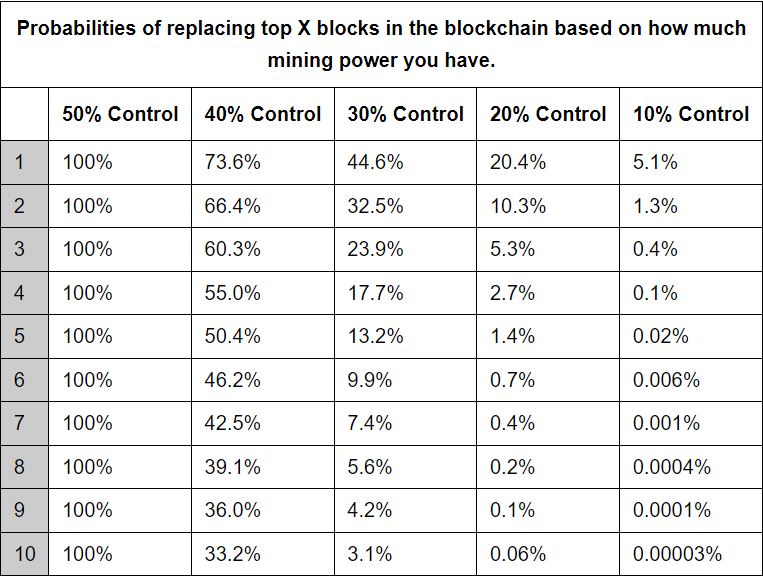 Probabilities of replacing top X blocks in the blockchain based on how much
mining power you have.
50% Control 40% Control 30% Control 20% Control 10% Control
1 100% 73.6% 44.6% 20.4% 5.1%
2 100% 66.4% 32.5% 10.3% 1.3%
3 100% 60.3% 23.9% 5.3% 0.4%
4 100% 55.0% 17.7% 2.7% 0.1%
5 100% 50.4% 13.2% 1.4% 0.02%
6 100% 46.2% 9.9% 0.7% 0.006%
7 100% 42.5% 7.4% 0.4% 0.001%
8 100% 39.1% 5.6% 0.2% 0.0004%
9 100% 36.0% 4.2% 0.1% 0.0001%
10 100% 33.2% 3.1% 0.06% 0.00003%